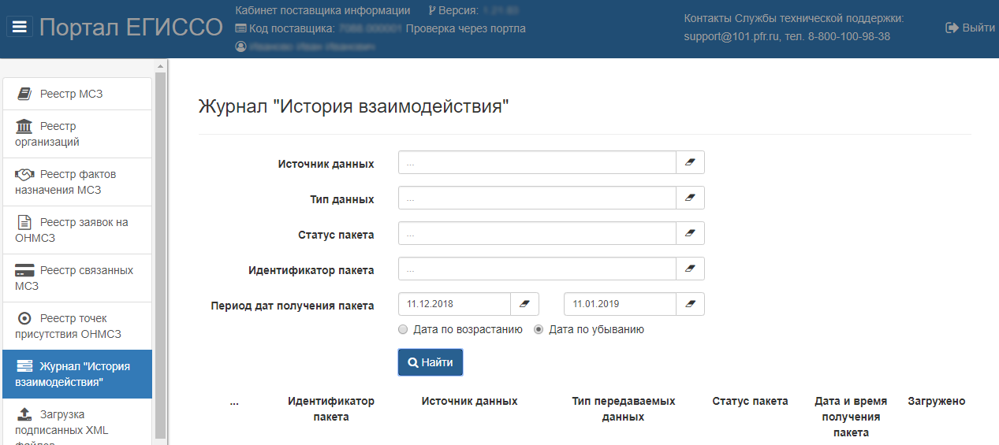 Портал ЕГИССО
Кабинет поставщика информации
Версия:
Код поставщика:
Проверка через портла
Контакты Службы технической поддержки:
support@101.pfr.ru, тел. 8-800-100-98-38
Выйти
Реестр МСЗ
Реестр
организаций
Реестр фактов
назначения МСЗ
Реестр заявок на
ОНМСЗ
Реестр связанных
МСЗ
Реестр точек
присутствия ОНМСЗ
Журнал "История
взаимодействия"
Загрузка
подписанных XML
файлов
Журнал "История взаимодействия"
Источник данных
...
Тип данных
...
Статус пакета
...
Идентификатор пакета
...
Период дат получения пакета
11.12.2018
11.01.2019
Дата по возрастанию
Дата по убыванию
Найти
...
Идентификатор
пакета
Источник данных
Тип передаваемых
данных
Статус пакета
Дата и время
получения
пакета
Загружено